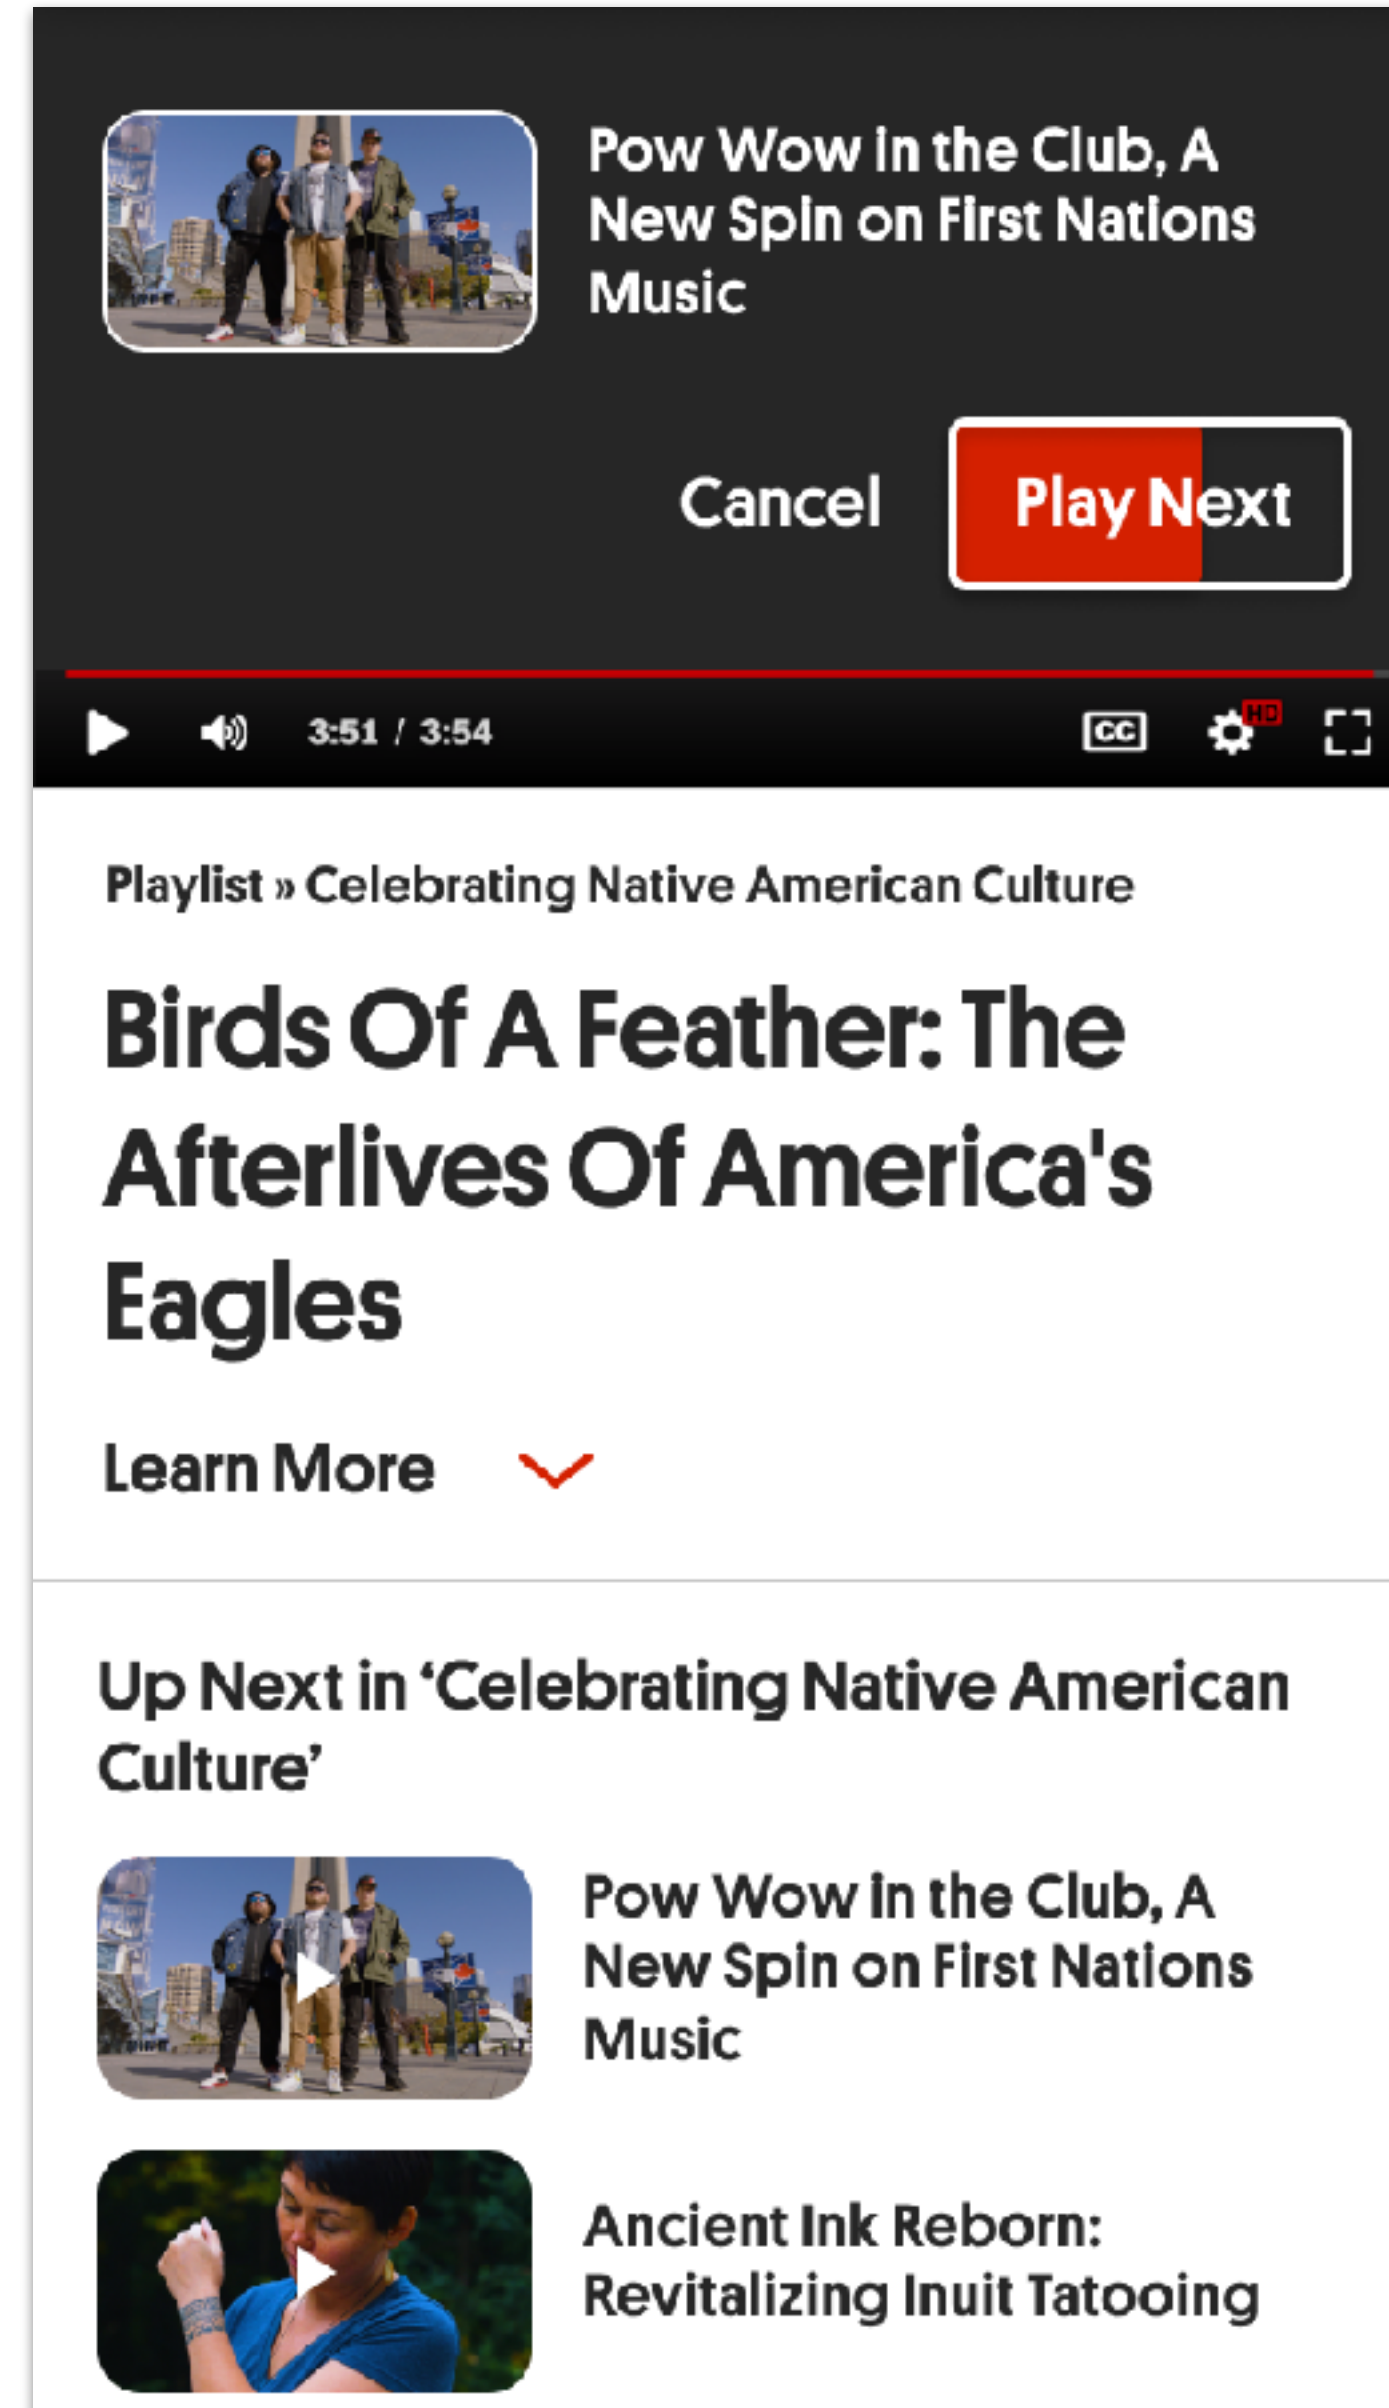 Pow Wow in the Club, A
New Spin on First Nations
Music
Cancel
Play Next
3:51 / 3:54
CC
HD
Playlist » Celebrating Native American Culture
Birds Of A Feather: The
Afterlives Of America's
Eagles
Learn More
Up Next in ‘Celebrating Native American
Culture’
Pow Wow in the Club, A
New Spin on First Nations
Music
Ancient Ink Reborn:
Revitalizing Inuit Tatooing